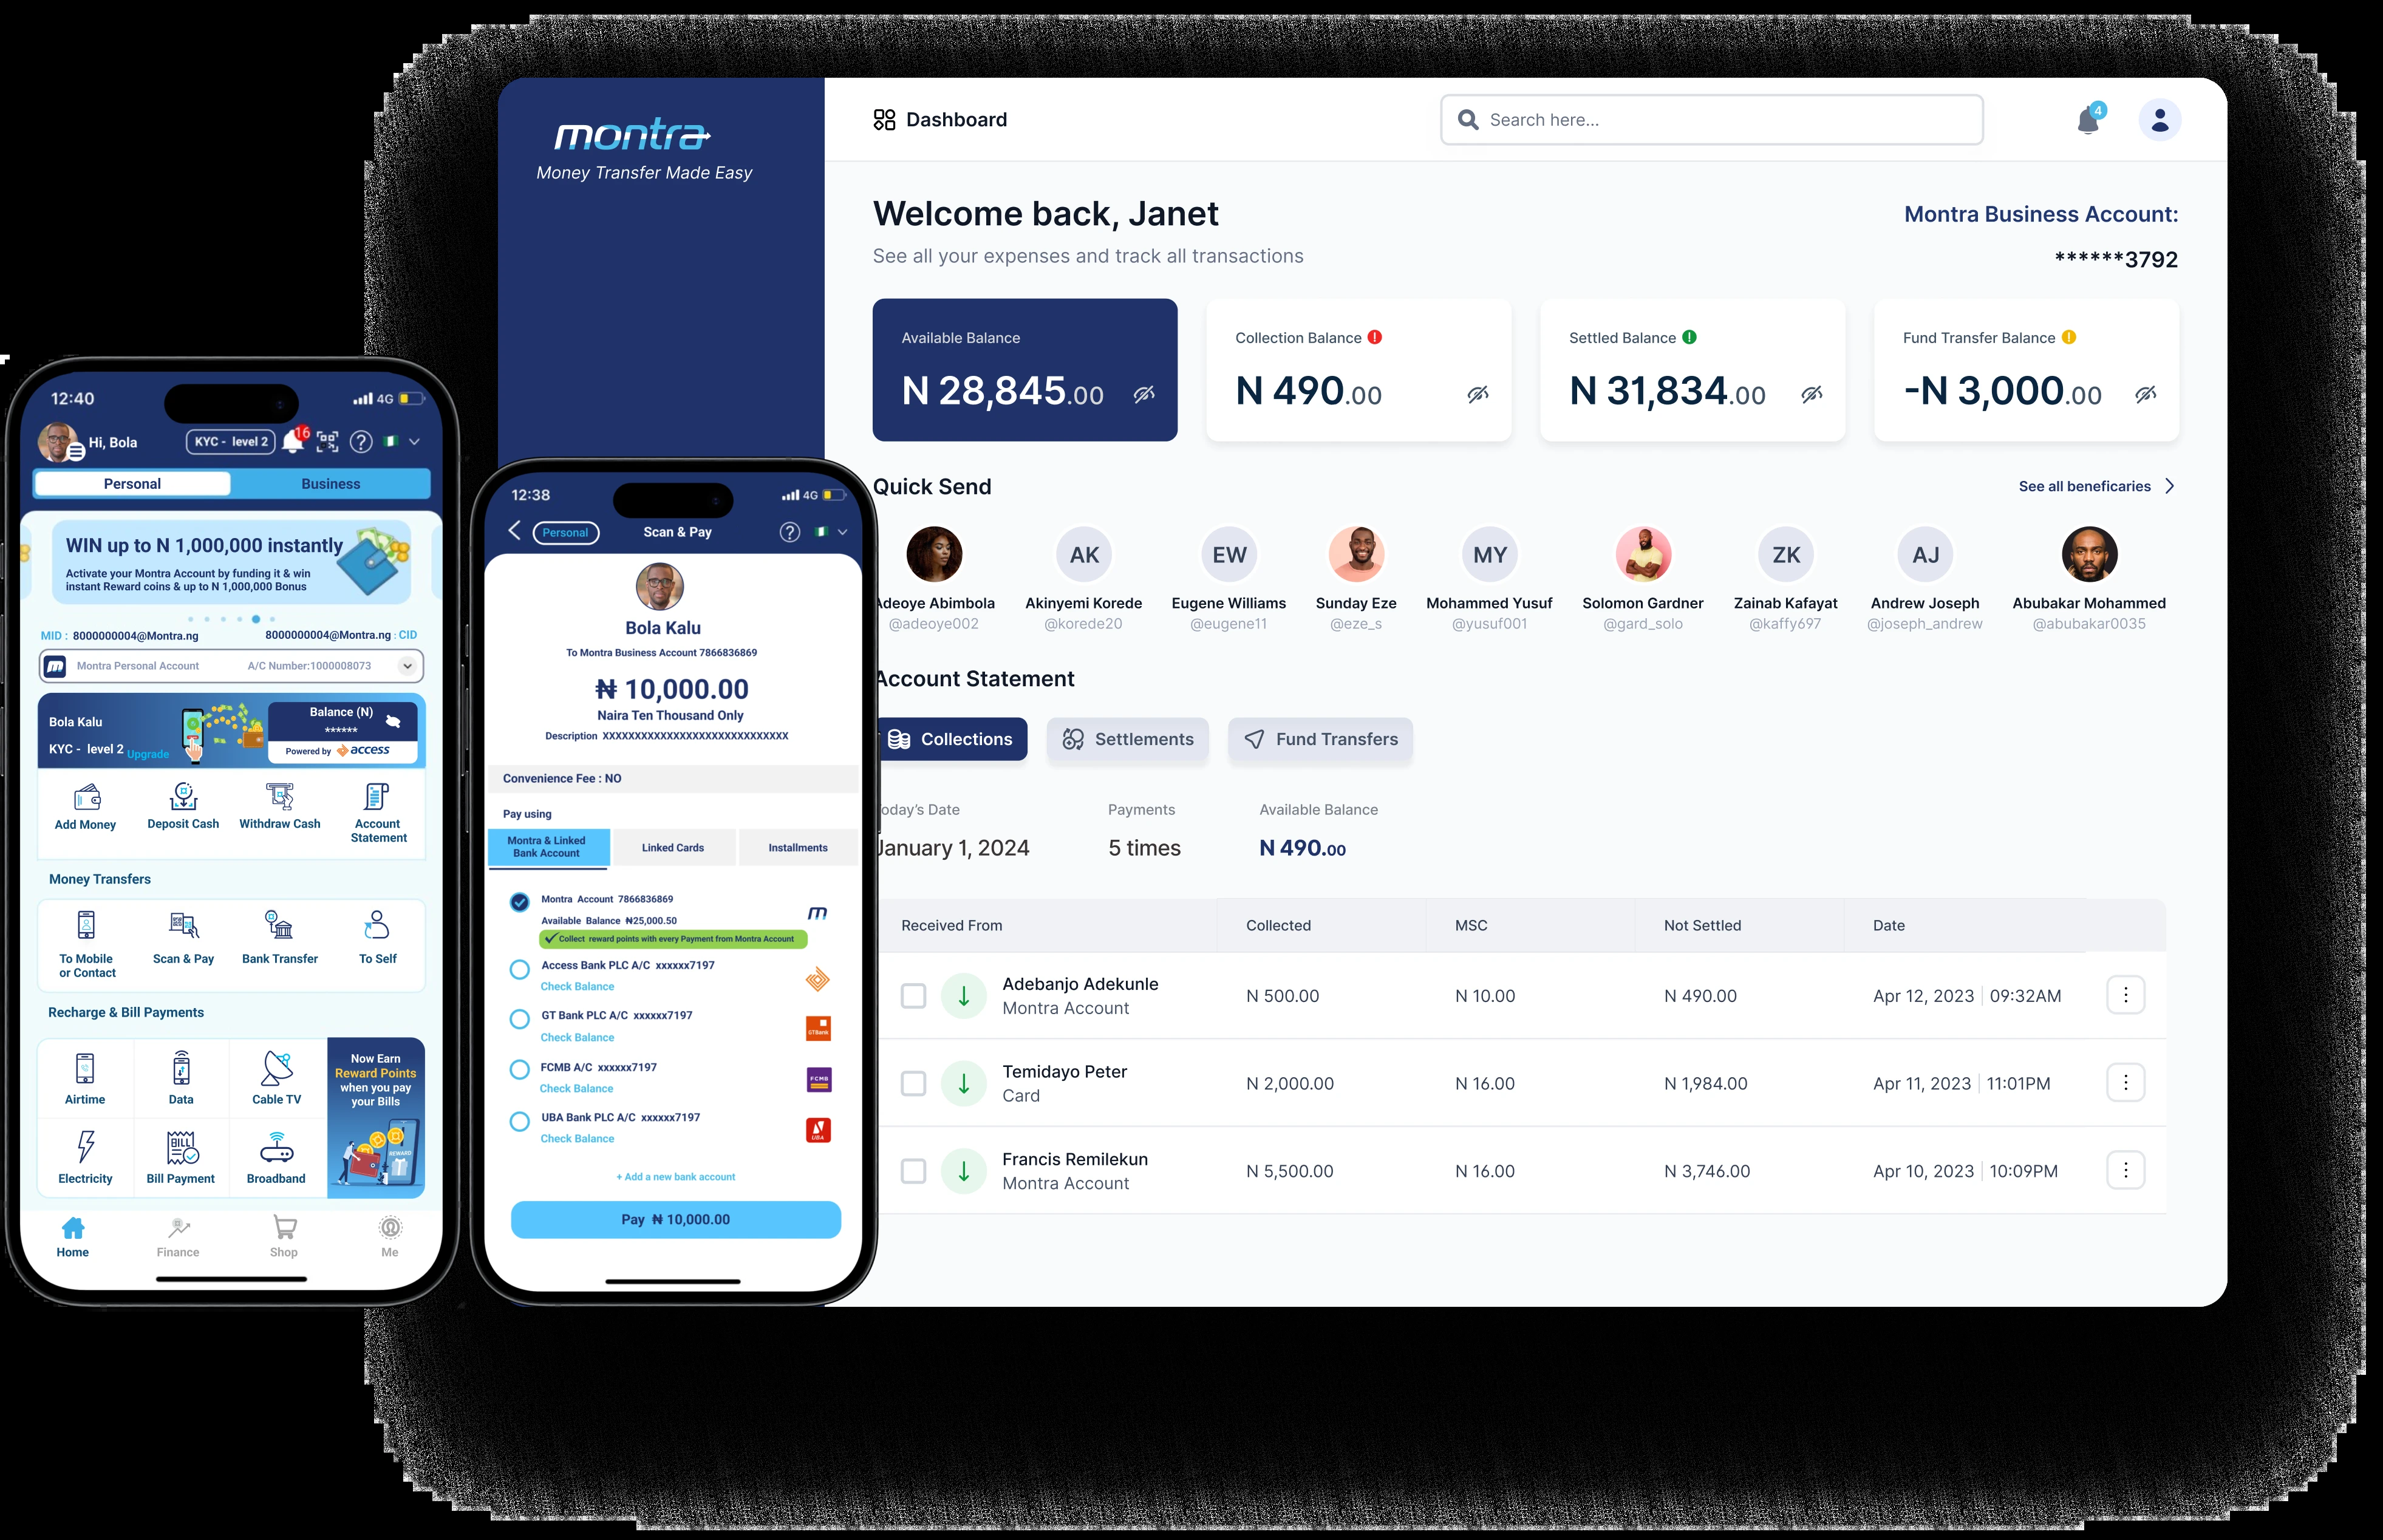 montra
Money Transfer Made Easy
Dashboard
Search here...
4
Welcome back, Janet
See all your expenses and track all transactions
Montra Business Account:
******3792
Available Balance
N 28,845.00
Collection Balance
N 490.00
Settled Balance
N 31,834.00
Fund Transfer Balance
-N 3,000.00
Quick Send
See all beneficaries
AK
EW
MY
ZK
AJ
Adeoye Abimbola
Akinyemi Korede
Eugene Williams
Sunday Eze
Mohammed Yusuf
Solomon Gardner
Zainab Kafayat
Andrew Joseph
Abubakar Mohammed
@adeoye002
@korede20
@eugene11
@eze_s
@yusuf001
@gard_solo
@kaffy697
@joseph_andrew
@abubakar0035
Account Statement
Collections
Settlements
Fund Transfers
oday's Date
Payments
Available Balance
January 1, 2024
5 times
N 490.00
Received From
Collected
MSC
Not Settled
Date
Adebanjo Adekunle
Montra Account
N 500.00
N 10.00
N 490.00
Apr 12, 2023
09:32AM
Temidayo Peter
Card
N 2,000.00
N 16.00
N 1,984.00
Apr 11, 2023
11:01PM
Francis Remilekun
Montra Account
N 5,500.00
N 16.00
N 3,746.00
Apr 10, 2023
10:09PM
12:40
4G
Hi, Bola
KYC - level 2
16
Personal
Business
WIN up to N 1,000,000 instantly
Activate your Montra Account by funding it & win
instant Reward coins & up to N 1,000,000 Bonus
MID : 8000000004@Montra.ng
8000000004@Montra.ng : CID
m
Montra Personal Account
A/C Number:1000008073
Bola Kalu
KYC - level 2 Upgrade
Balance (N)
******
Powered by access
Add Money
Deposit Cash
Withdraw Cash
Account
Statement
Money Transfers
To Mobile
or Contact
Scan & Pay
Bank Transfer
To Self
Recharge & Bill Payments
Airtime
Data
Cable TV
Electricity
BILL
Bill Payment
Broadband
Now Earn
Reward Points
when you pay
your Bills
REWARD
Home
Finance
Shop
Me
12:38
4G
Personal
Scan & Pay
Bola Kalu
To Montra Business Account 7866836869
₦ 10,000.00
Naira Ten Thousand Only
Description XXXXXXXXXXXXXXXXXXXXXXXXXXXXX
Convenience Fee : NO
Pay using
Montra & Linked
Bank Account
Linked Cards
Installments
Montra Account 7866836869
Available Balance ₦25,000.50
m
Collect reward points with every Payment from Montra Account
Access Bank PLC A/C xxxxxx7197
Check Balance
GT Bank PLC A/C xxxxxx7197
Check Balance
GTBank
FCMB A/C xxxxxx7197
Check Balance
FCMB
UBA Bank PLC A/C xxxxxx7197
Check Balance
UBA
+ Add a new bank account
Pay ₦ 10,000.00